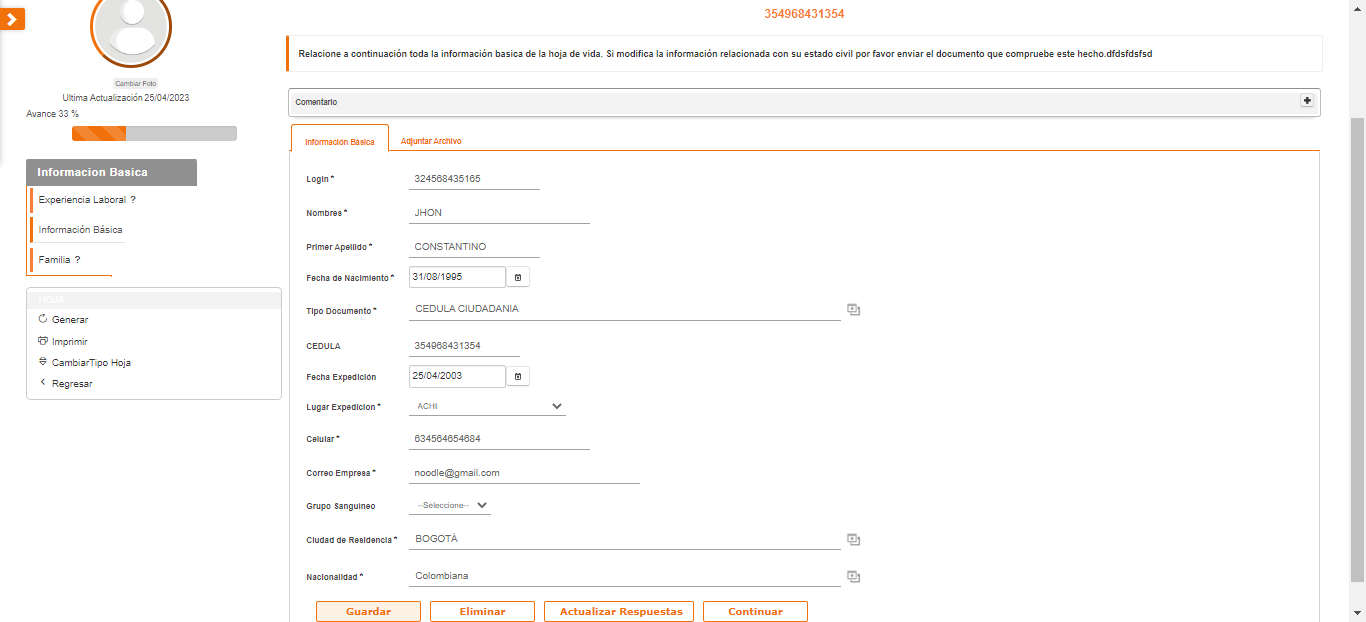 354968431354
Relacione a continuación toda la información basica de la hoja de vida. Si modifica la información relacionada con su estado civil por favor enviar el documento que compruebe este hecho.dfdsfdsfsd
Cambiar Foto
Ultima Actualización 25/04/2023
Avance 33 %
Informacion Basica
Experiencia Laboral ?
Información Básica
Familia ?
HOJA
Generar
Imprimir
CambiarTipo Hoja
Regresar
Comentario
Información Básica
Adjuntar Archivo
Login * 324568435165
Nombres * JHON
Primer Apellido * CONSTANTINO
Fecha de Nacimiento * 31/08/1995
Tipo Documento * CEDULA CIUDADANIA
CEDULA 354968431354
Fecha Expedición 25/04/2003
Lugar Expedicion * ACHI
Celular * 634564654684
Correo Empresa * noodle@gmail.com
Grupo Sanguineo --Seleccione--
Ciudad de Residencia * BOGOTÀ
Nacionalidad * Colombiana
Guardar Eliminar Actualizar Respuestas Continuar